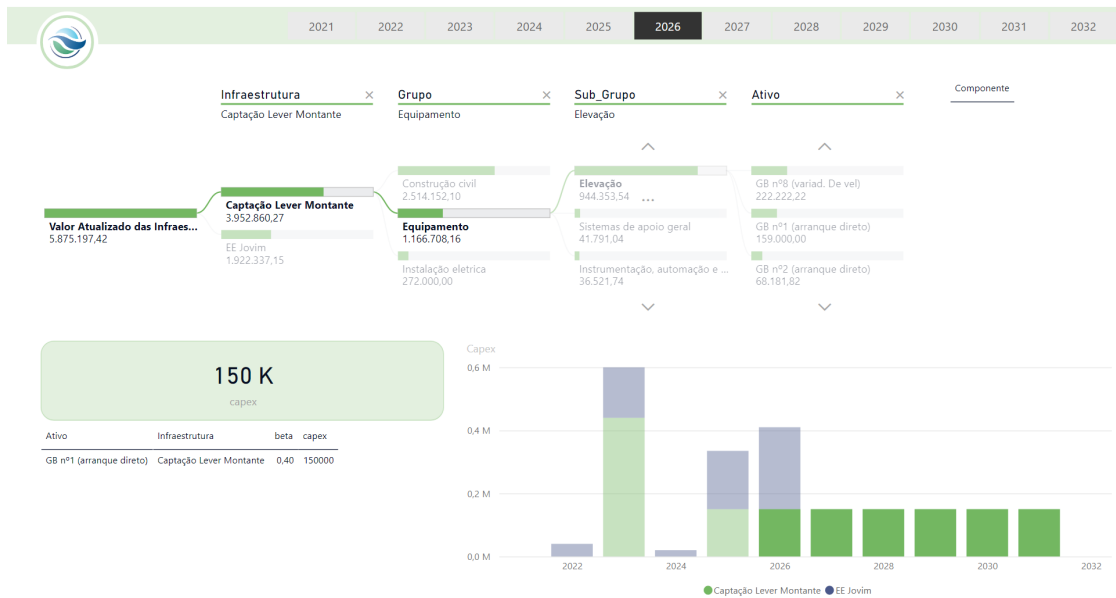 2021 2022 2023 2024 2025 2026 2027 2028 2029 2030 2031 2032
Infraestrutura Grupo Sub_Grupo Ativo Componente
Captação Lever Montante Equipamento Elevação
Construção civil
2.514.152,10
Elevação
944.353,54 ...
GB nº8 (variad. De vel)
222.222,22
Captação Lever Montante
3.952.860,27
Valor Atualizado das Infraes...
5.875.197,42
Equipamento
1.166.708,16
Sistemas de apoio geral
41.791,04
GB nº1 (arranque direto)
159.000,00
EE Jovim
1.922.337,15
Instalação eletrica
272.000,00
Instrumentação, automação e ...
36.521,74
GB nº2 (arranque direto)
68.181,82
150 K
capex
Ativo Infraestrutura beta capex
GB nº1 (arranque direto) Captação Lever Montante 0,40 150000
Capex
0,6 M
0,4 M
0,2 M
0,0 M
2022 2024 2026 2028 2030 2032
Captação Lever Montante EE Jovim